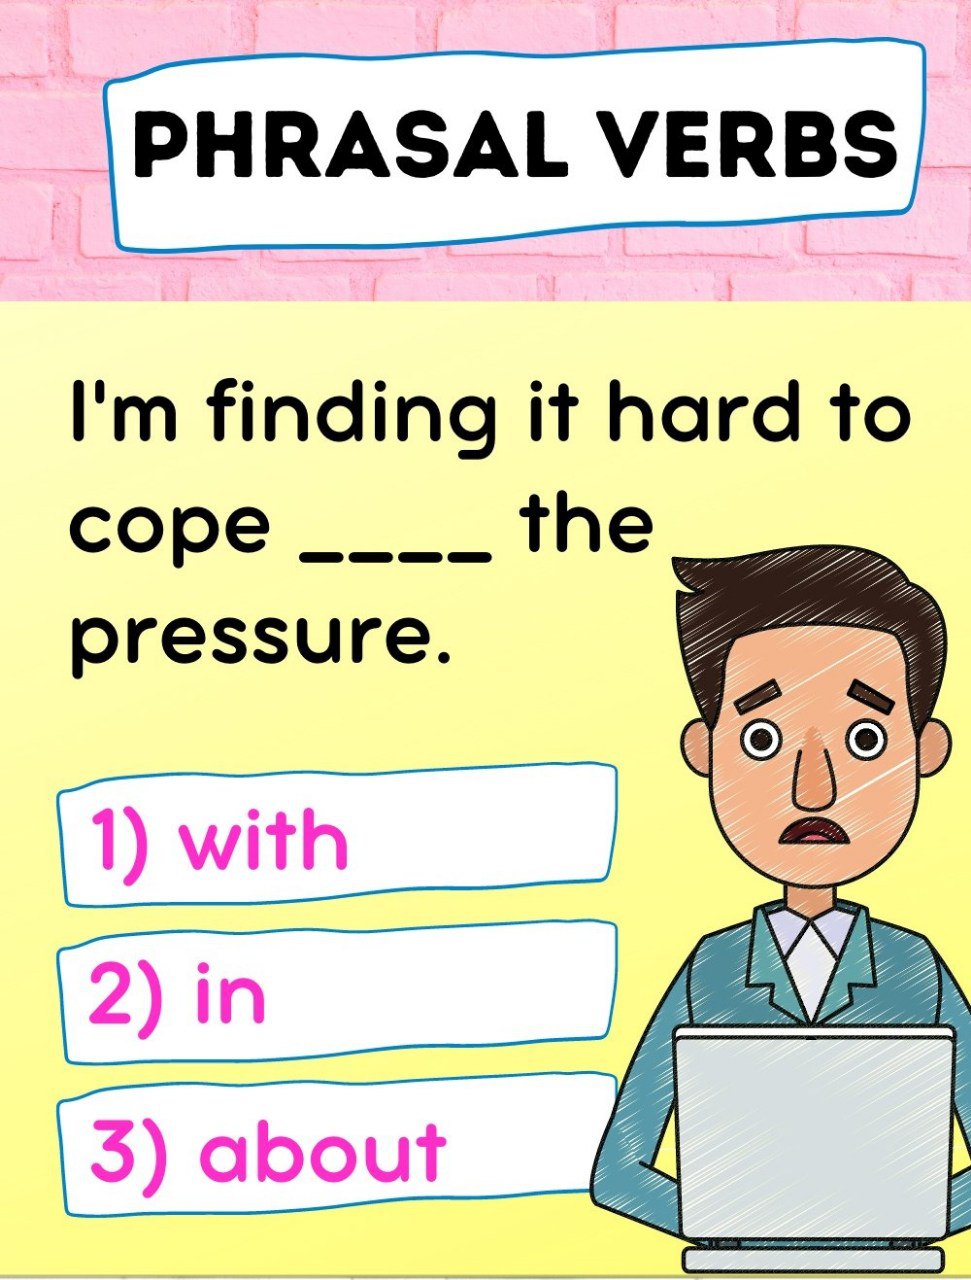 PHRASAL VERBS
I'm finding it hard to
cope ____ the
pressure.
1) with
2) in
3) about